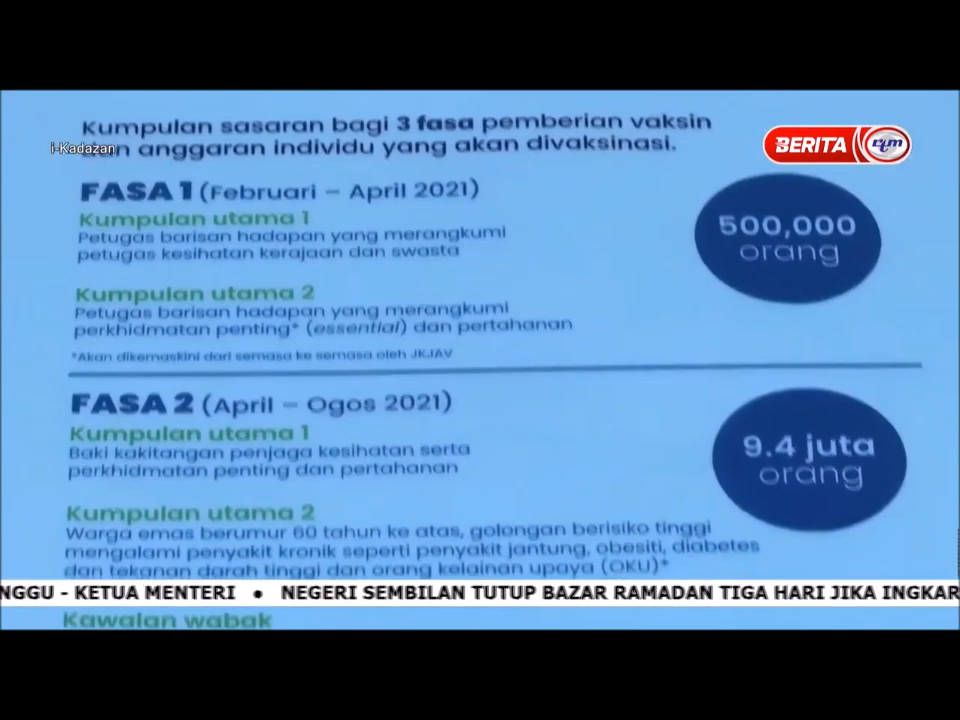 Kumpulan sasaran bagi 3 fasa pemberian vaksin
i-Kadazan
anggaran individu yang akan divaksinasi.
BERITA rtm
FASA 1 (Februari – April 2021)
Kumpulan utama 1
Petugas barisan hadapan yang merangkumi
petugas kesihatan kerajaan dan swasta
500,000
orang
Kumpulan utama 2
Petugas barisan hadapan yang merangkumi
perkhidmatan penting* (essential) dan pertahanan
*Akan dikemaskini dari semasa ke semasa oleh JKJAV
FASA 2 (April – Ogos 2021)
Kumpulan utama 1
Baki kakitangan penjaga kesihatan serta
perkhidmatan penting dan pertahanan
9.4 juta
orang
Kumpulan utama 2
Warga emas berumur 60 tahun ke atas, golongan berisiko tinggi
mengalami penyakit kronik seperti penyakit jantung, obesiti, diabetes
dan tekanan darah tinggi dan orang kelainan upaya (OKU)*
NGGU - KETUA MENTERI • NEGERI SEMBILAN TUTUP BAZAR RAMADAN TIGA HARI JIKA INGKAR
Kawalan wabak